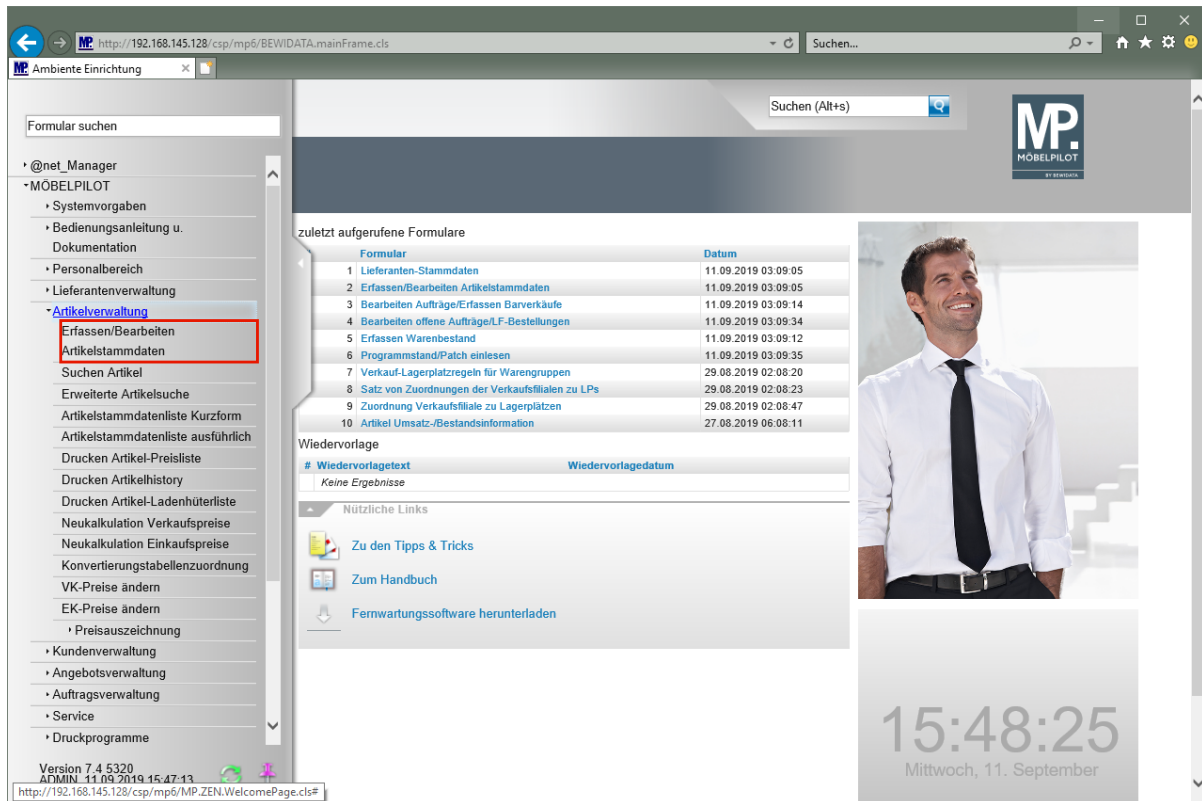 http://192.168.145.128/csp/mp6/BEWIDATA.mainFrame.cls
Suchen...
MP. Ambiente Einrichtung
Formular suchen
@net_Manager
MÖBELPILOT
Systemvorgaben
Bedienungsanleitung u.
Dokumentation
Personalbereich
Lieferantenverwaltung
Artikelverwaltung
Erfassen/Bearbeiten
Artikelstammdaten
Suchen Artikel
Erweiterte Artikelsuche
Artikelstammdatenliste Kurzform
Artikelstammdatenliste ausführlich
Drucken Artikel-Preisliste
Drucken Artikelhistory
Drucken Artikel-Ladenhüterliste
Neukalkulation Verkaufspreise
Neukalkulation Einkaufspreise
Konvertierungstabellenzuordnung
VK-Preise ändern
EK-Preise ändern
Preisauszeichnung
Kundenverwaltung
Angebotsverwaltung
Auftragsverwaltung
Service
Druckprogramme
Version 7.4 5320
ADMIN 11.09.2019 15:47:13
http://192.168.145.128/csp/mp6/MP.ZEN.WelcomePage.cls#
Suchen (Alt+s)
MP.
MÖBELPILOT
BY BEWIDATA
zuletzt aufgerufene Formulare
Formular Datum
1 Lieferanten-Stammdaten 11.09.2019 03:09:05
2 Erfassen/Bearbeiten Artikelstammdaten 11.09.2019 03:09:05
3 Bearbeiten Aufträge/Erfassen Barverkäufe 11.09.2019 03:09:14
4 Bearbeiten offene Aufträge/LF-Bestellungen 11.09.2019 03:09:34
5 Erfassen Warenbestand 11.09.2019 03:09:12
6 Programmstand/Patch einlesen 11.09.2019 03:09:35
7 Verkauf-Lagerplatzregeln für Warengruppen 29.08.2019 02:08:20
8 Satz von Zuordnungen der Verkaufsfilialen zu LPs 29.08.2019 02:08:23
9 Zuordnung Verkaufsfiliale zu Lagerplätzen 29.08.2019 02:08:47
10 Artikel Umsatz-/Bestandsinformation 27.08.2019 06:08:11
Wiedervorlage
# Wiedervorlagetext Wiedervorlagedatum
Keine Ergebnisse
Nützliche Links
Zu den Tipps & Tricks
Zum Handbuch
Fernwartungssoftware herunterladen
15:48:25
Mittwoch, 11. September